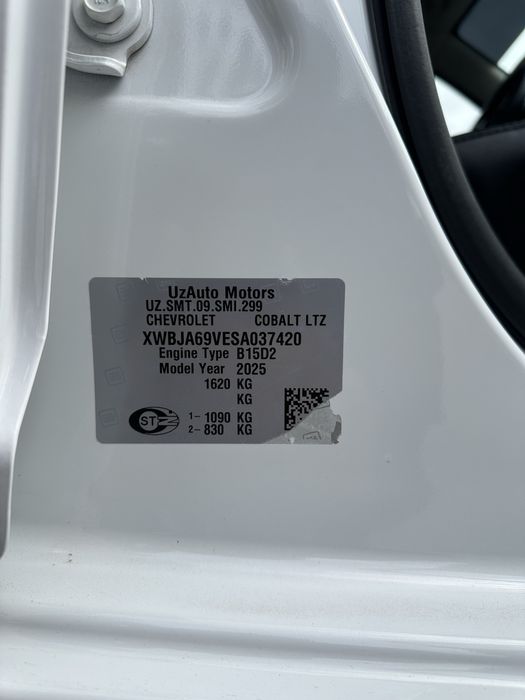 UzAuto Motors
UZ.SMT.09.SMI.299
CHEVROLET COBALT LTZ
XWBJA69VESA037420
Engine Type B15D2
Model Year 2025
1620 KG
KG
1- 1090 KG
2- 830 KG
ST